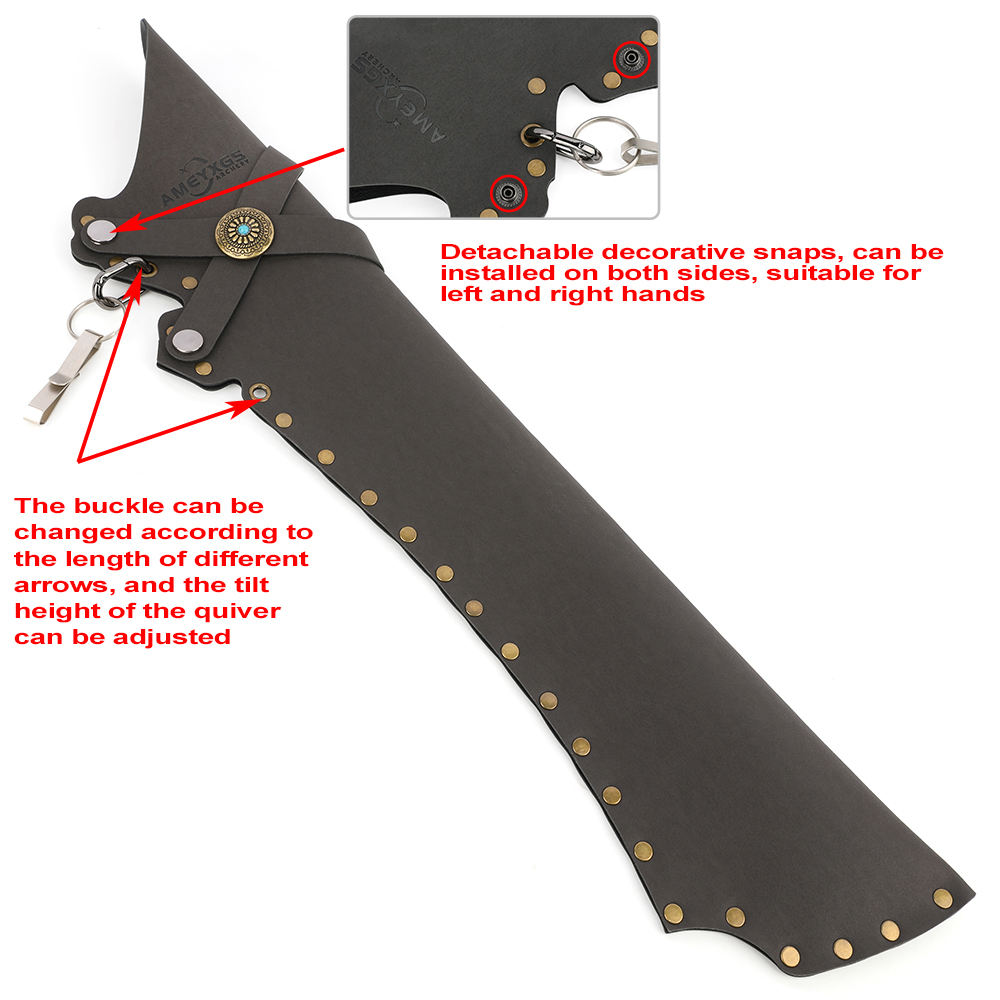 AMEYXGS
ARCHERY
AMEYXGS
ARCHERY
Detachable decorative snaps, can be
installed on both sides, suitable for
left and right hands
The buckle can be
changed according to
the length of different
arrows, and the tilt
height of the quiver
can be adjusted